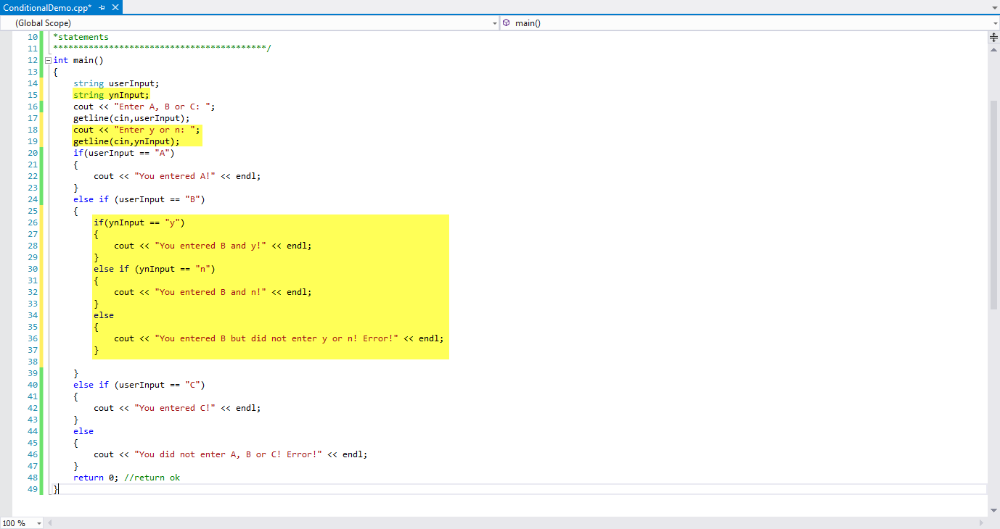 ConditionalDemo.cpp*
(Global Scope) main()
10 *statements
11 ******************************************/
12 int main()
13 {
14     string userInput;
15     string ynInput;
16     cout << "Enter A, B or C: ";
17     getline(cin,userInput);
18     cout << "Enter y or n: ";
19     getline(cin,ynInput);
20     if(userInput == "A")
21     {
22         cout << "You entered A!" << endl;
23     }
24     else if (userInput == "B")
25     {
26         if(ynInput == "y")
27         {
28             cout << "You entered B and y!" << endl;
29         }
30         else if (ynInput == "n")
31         {
32             cout << "You entered B and n!" << endl;
33         }
34         else
35         {
36             cout << "You entered B but did not enter y or n! Error!" << endl;
37         }
38
39     }
40     else if (userInput == "C")
41     {
42         cout << "You entered C!" << endl;
43     }
44     else
45     {
46         cout << "You did not enter A, B or C! Error!" << endl;
47     }
48     return 0; //return ok
49 }
100 %